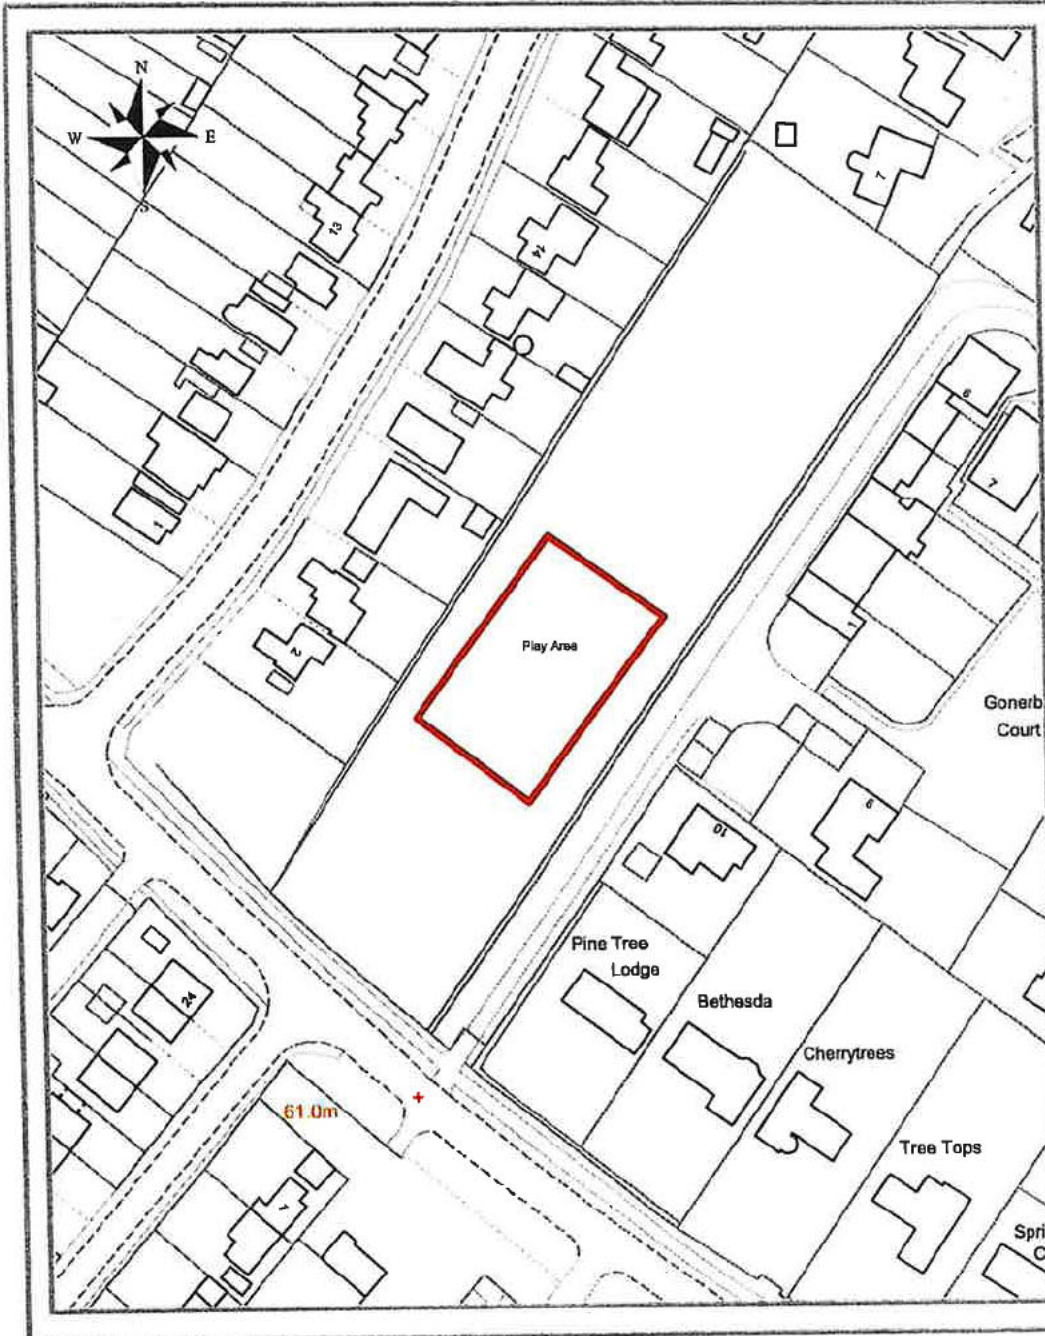 N
W
E
S
7
13
14
6
7
1
1
2
Play Area
Gonerb
Court
9
10
Pine Tree
Lodge
24
Bethesda
Cherrytrees
61.0m
Tree Tops
7
Spri
C